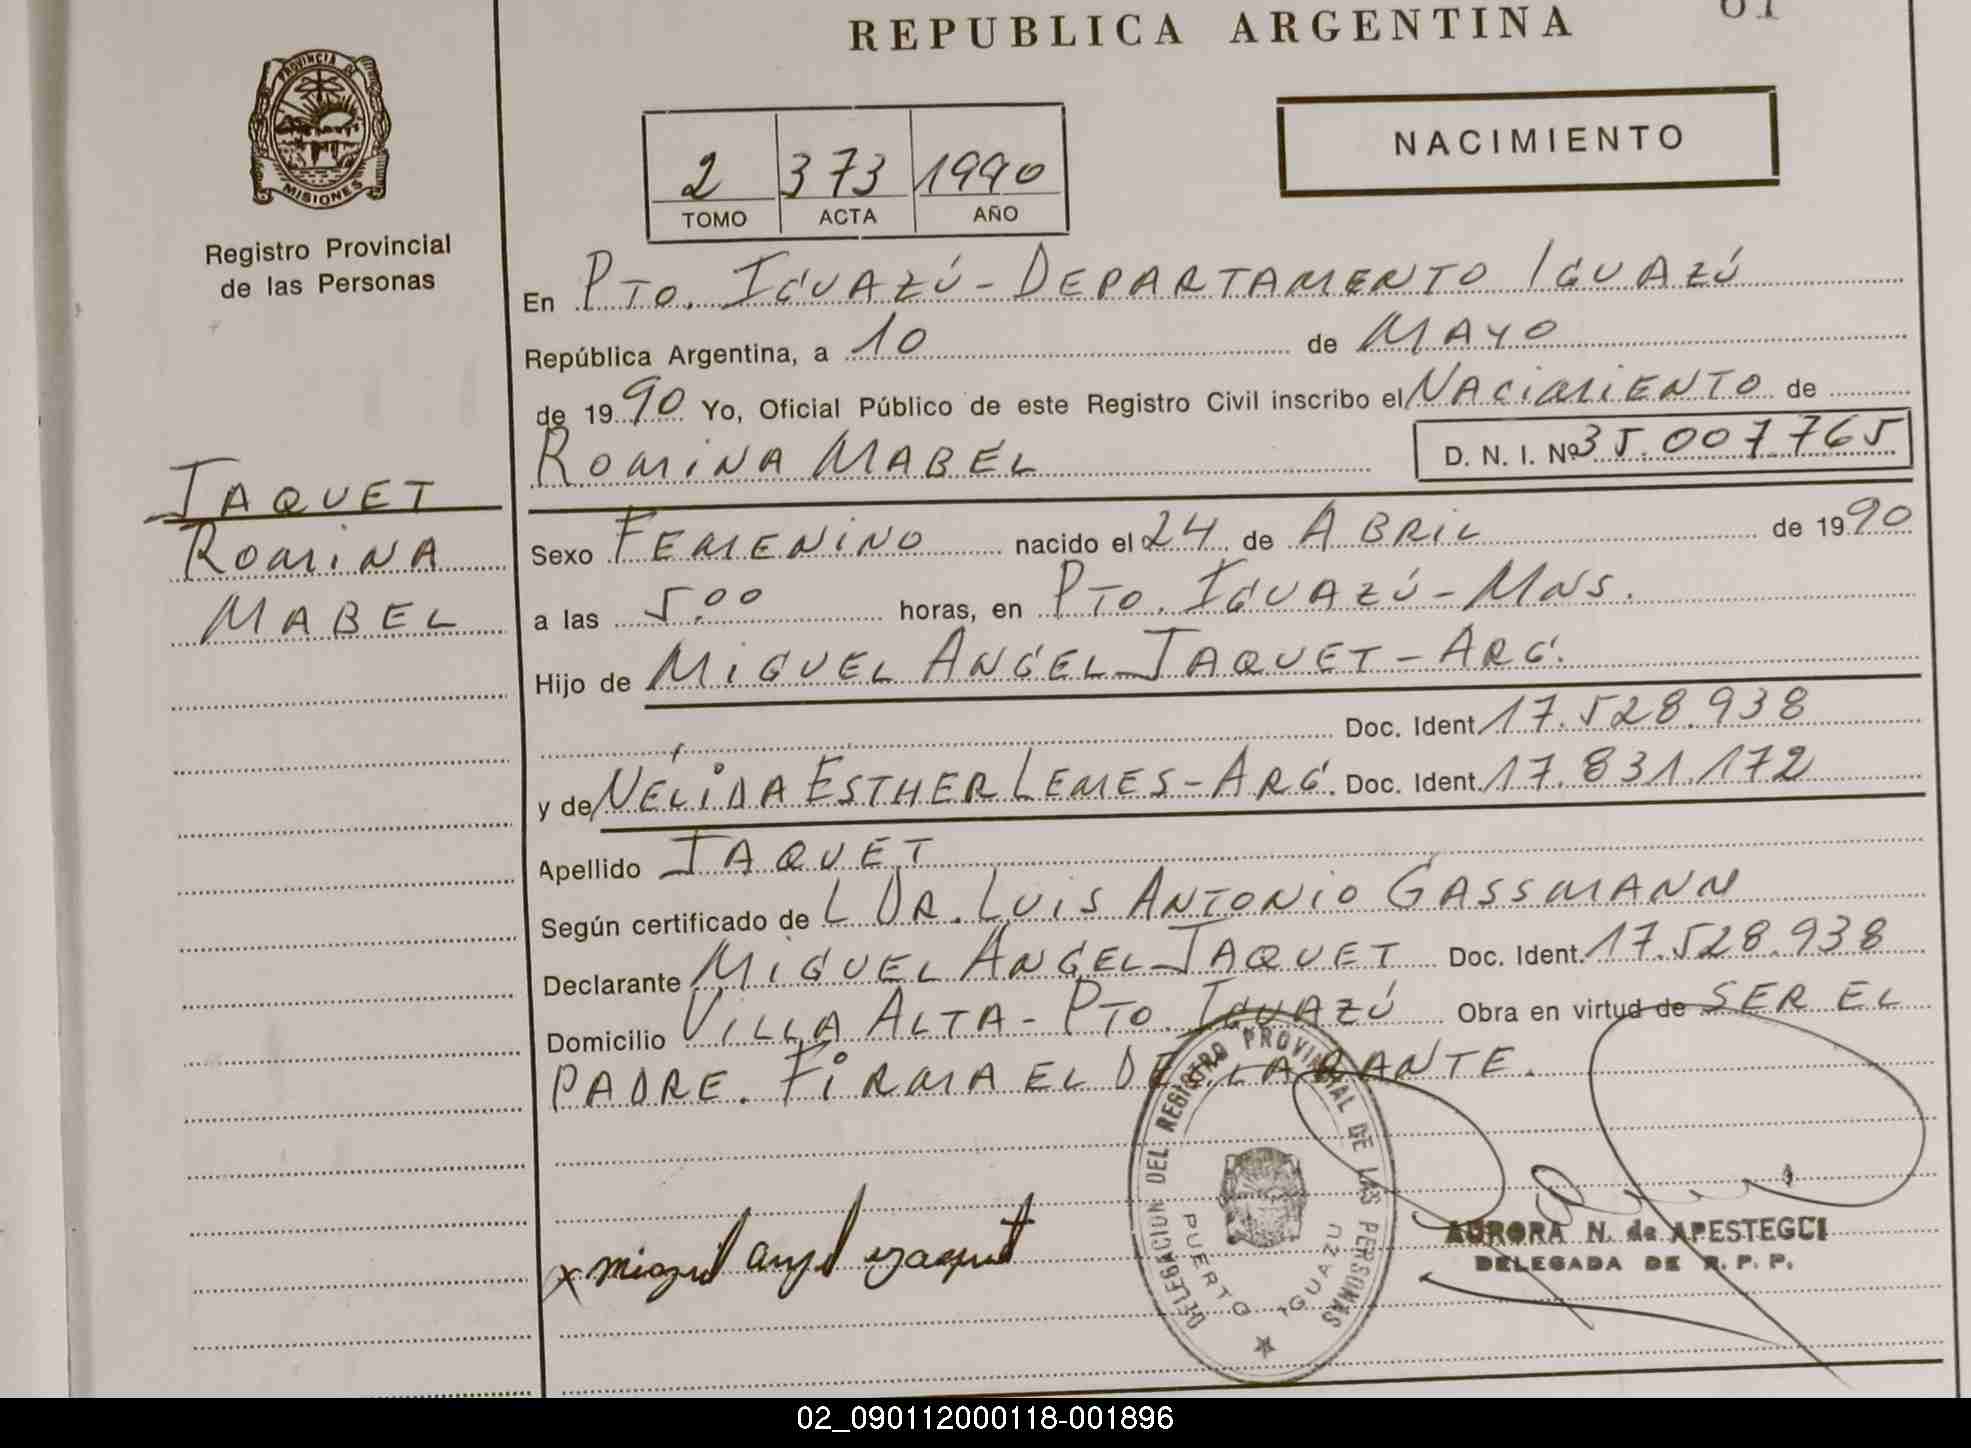 REPUBLICA ARGENTINA
PROVINCIA DE
MISIONES
Registro Provincial
de las Personas
2 373 1990
TOMO ACTA AÑO
NACIMIENTO
En PTO. IGUAZÚ - DEPARTAMENTO IGUAZÚ
República Argentina, a 10 de MAYO
de 1990 Yo, Oficial Público de este Registro Civil inscribo el NACIMIENTO de
ROMINA MABEL D. N. I. Nº 35.007.765
JAQUET
ROMINA
MABEL
Sexo FEMENINO nacido el 24 de ABRIL de 1990
a las 5:00 horas, en PTO. IGUAZÚ - MNS.
Hijo de MIGUEL ANGEL JAQUET - ARG.
Doc. Ident. 17.528.938
y de NÉLIDA ESTHER LEMES - ARG. Doc. Ident. 17.831.172
Apellido JAQUET
Según certificado de L DR. LUIS ANTONIO GASSMANN
Declarante MIGUEL ANGEL JAQUET Doc. Ident. 17.528.938
Domicilio VILLA ALTA - PTO. IGUAZÚ Obra en virtud de SER EL
PADRE. FIRMA EL DECLARANTE.
DELEGACION DEL REGISTRO PROVINCIAL DE LAS PERSONAS
PUERTO IGUAZU
x miguel angel
AURORA N. de APESTEGUI
DELEGADA DE R. P. P.
02_090112000118-001896